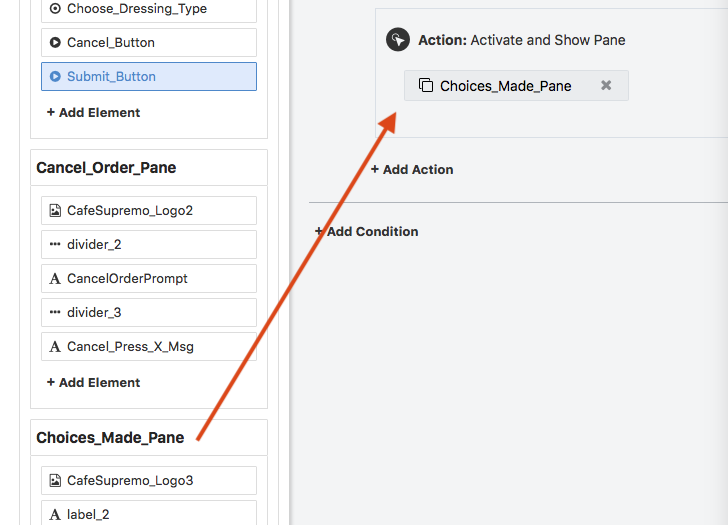 Choose_Dressing_Type
Cancel_Button
Submit_Button
+ Add Element
Cancel_Order_Pane
CafeSupremo_Logo2
divider_2
CancelOrderPrompt
divider_3
Cancel_Press_X_Msg
+ Add Element
Choices_Made_Pane
CafeSupremo_Logo3
label_2
Action: Activate and Show Pane
Choices_Made_Pane
+ Add Action
+ Add Condition